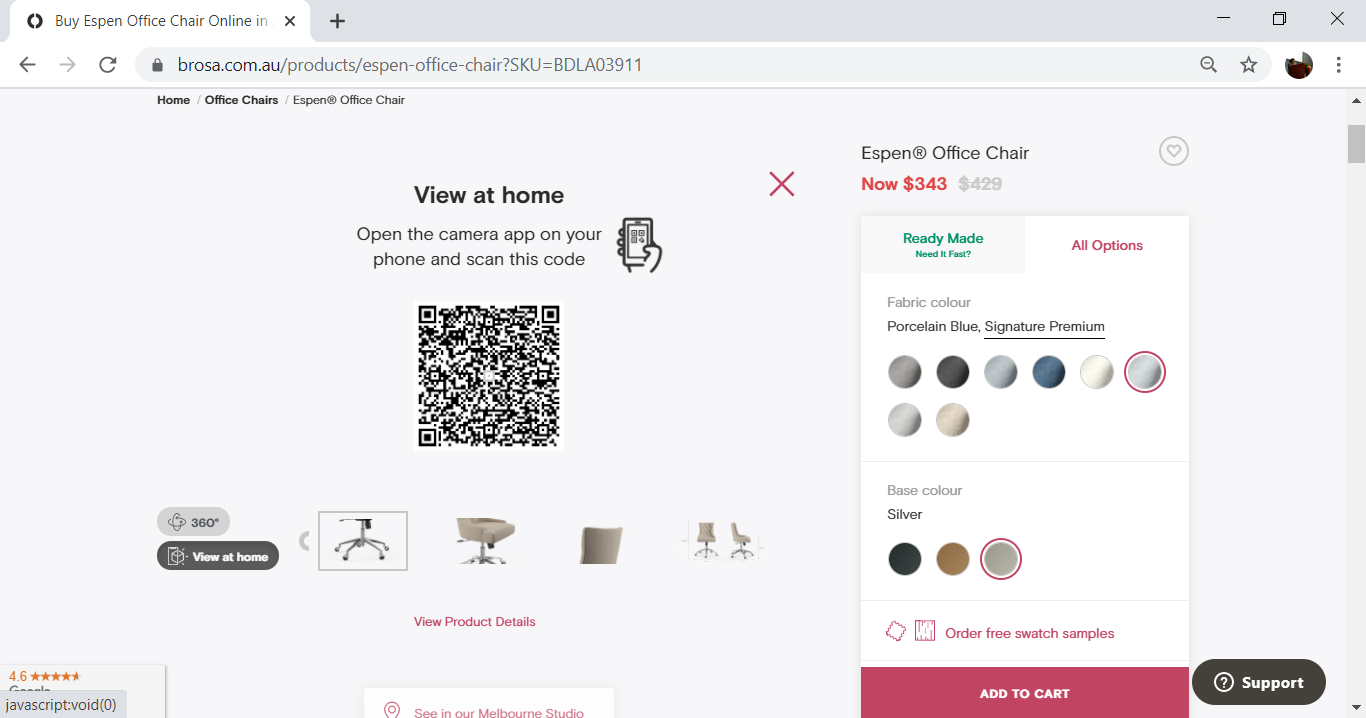 Buy Espen Office Chair Online in
brosa.com.au/products/espen-office-chair?SKU=BDLA03911
Home / Office Chairs / Espen® Office Chair
View at home
Open the camera app on your
phone and scan this code
360°
View at home
View Product Details
See in our Melbourne Studio
4.6
Google
javascript:void(0)
Espen® Office Chair
Now $343 $429
Ready Made
Need It Fast?
All Options
Fabric colour
Porcelain Blue, Signature Premium
Base colour
Silver
Order free swatch samples
ADD TO CART
Support